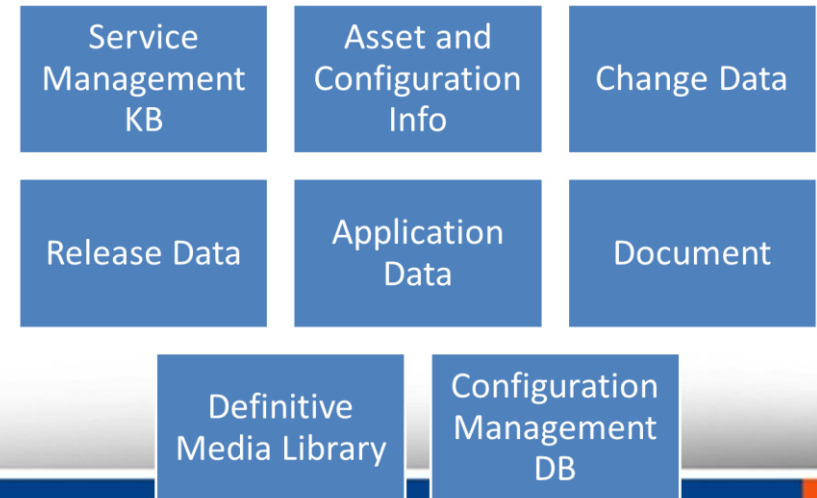 Service
Management
KB
Asset and
Configuration
Info
Change Data
Release Data
Application
Data
Document
Definitive
Media Library
Configuration
Management
DB